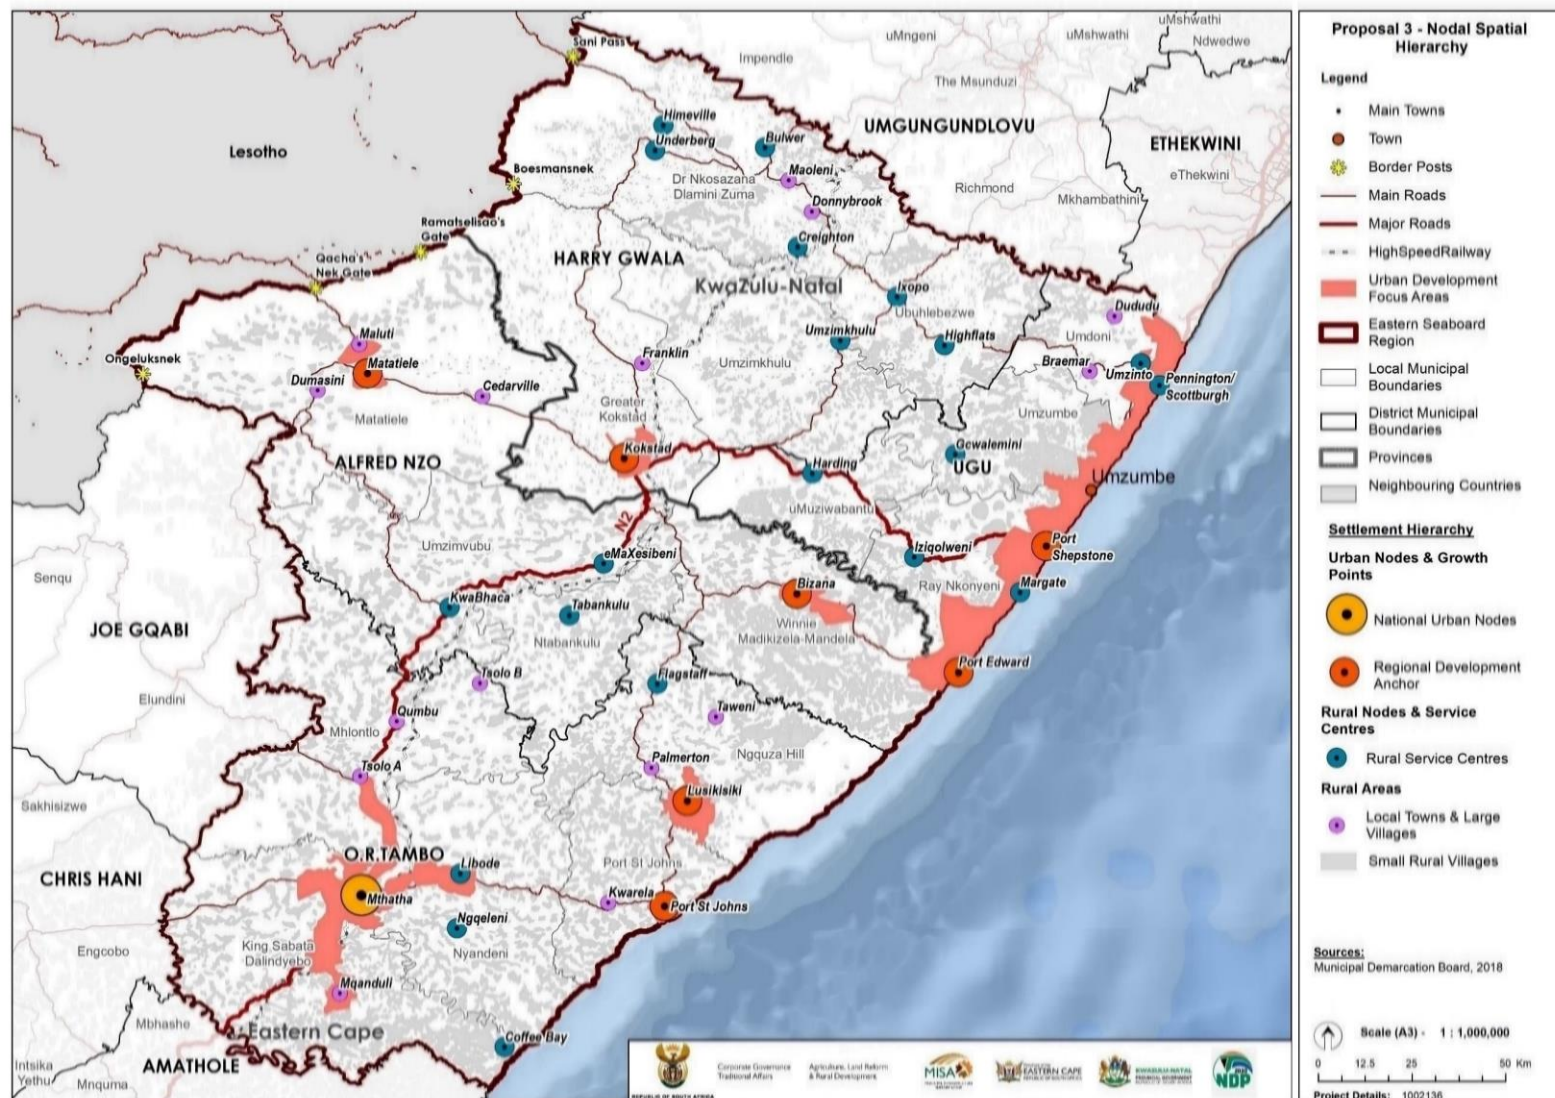 Sani Pass
Impendle
uMngeni
uMshwathi
uMshwathi
Ndwedwe
The Msunduzi
UMGUNGUNDLOVU
ETHEKWINI
eThekwini
Richmond
Mkhambathini
Lesotho
Himeville
Underberg
Bulwer
Boesmansnek
Dr Nkosazana
Dlamini Zuma
Maoleni
Donnybrook
Creighton
Ramatselisao's
Gate
Qacha's
Nek Gate
HARRY GWALA
KwaZulu-Natal
Ixopo
Ubuhlebezwe
Dududu
Umdoni
Maluti
Matatiele
Ongeluksnek
Dumasini
Cedarville
Franklin
Umzimkhulu
Highflats
Umzimkhulu
Braemar
Umzinto
Pennington/
Scottburgh
Matatiele
Greater
Kokstad
Umzumbe
Kokstad
Gcwalemini
ALFRED NZO
Harding
UGU
Umzumbe
uMuziwabantu
N2
Umzimvubu
eMaXesibeni
Iziqolweni
Port
Shepstone
Senqu
KwaBhaca
Tabankulu
Bizana
Ray Nkonyeni
Margate
JOE GQABI
Ntabankulu
Winnie
Madikizela-Mandela
Port Edward
Elundini
Tsolo B
Flagstaff
Qumbu
Taweni
Mhlontlo
Ngquza Hill
Tsolo A
Palmerton
Lusikisiki
Sakhisizwe
O.R.TAMBO
Libode
Port St Johns
CHRIS HANI
Mthatha
Kwarela
Port St Johns
Ngqeleni
Engcobo
King Sabata
Dalindyebo
Nyandeni
Mqanduli
Mbhashe
Eastern Cape
Coffee Bay
Intsika
Yethu
AMATHOLE
Mnquma
REPUBLIC OF SOUTH AFRICA
Corporate Governance
Traditional Affairs
Agriculture, Land Reform
& Rural Development
MISA
EASTERN CAPE
KWAZULU-NATAL
NDP
Proposal 3 - Nodal Spatial
Hierarchy
Legend
Main Towns
Town
Border Posts
Main Roads
Major Roads
HighSpeedRailway
Urban Development
Focus Areas
Eastern Seaboard
Region
Local Municipal
Boundaries
District Municipal
Boundaries
Provinces
Neighbouring Countries
Settlement Hierarchy
Urban Nodes & Growth
Points
National Urban Nodes
Regional Development
Anchor
Rural Nodes & Service
Centres
Rural Service Centres
Rural Areas
Local Towns & Large
Villages
Small Rural Villages
Sources:
Municipal Demarcation Board, 2018
Scale (A3) - 1 : 1,000,000
0 12.5 25 50 Km
Project Details: 1002136